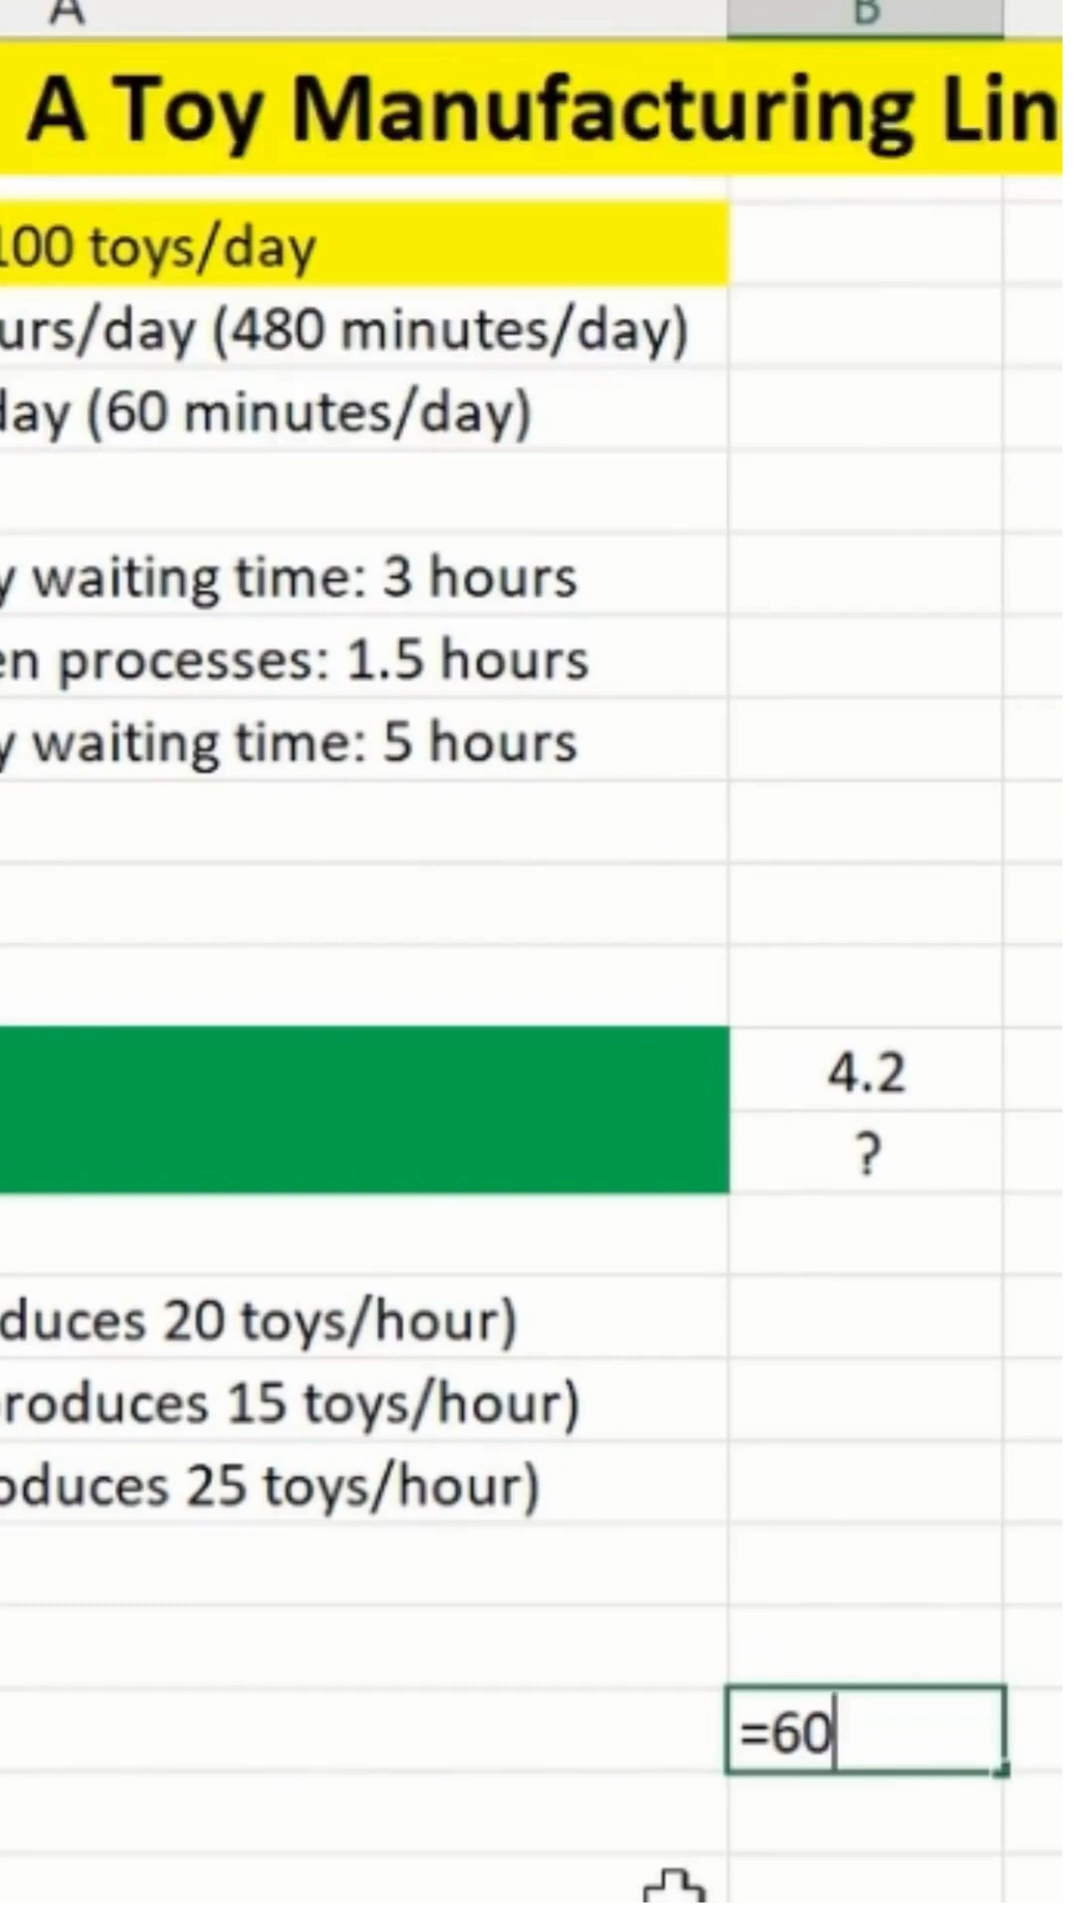 A
B
A Toy Manufacturing Lin
100 toys/day
urs/day (480 minutes/day)
day (60 minutes/day)
y waiting time: 3 hours
en processes: 1.5 hours
y waiting time: 5 hours
4.2
?
duces 20 toys/hour)
roduces 15 toys/hour)
oduces 25 toys/hour)
=60